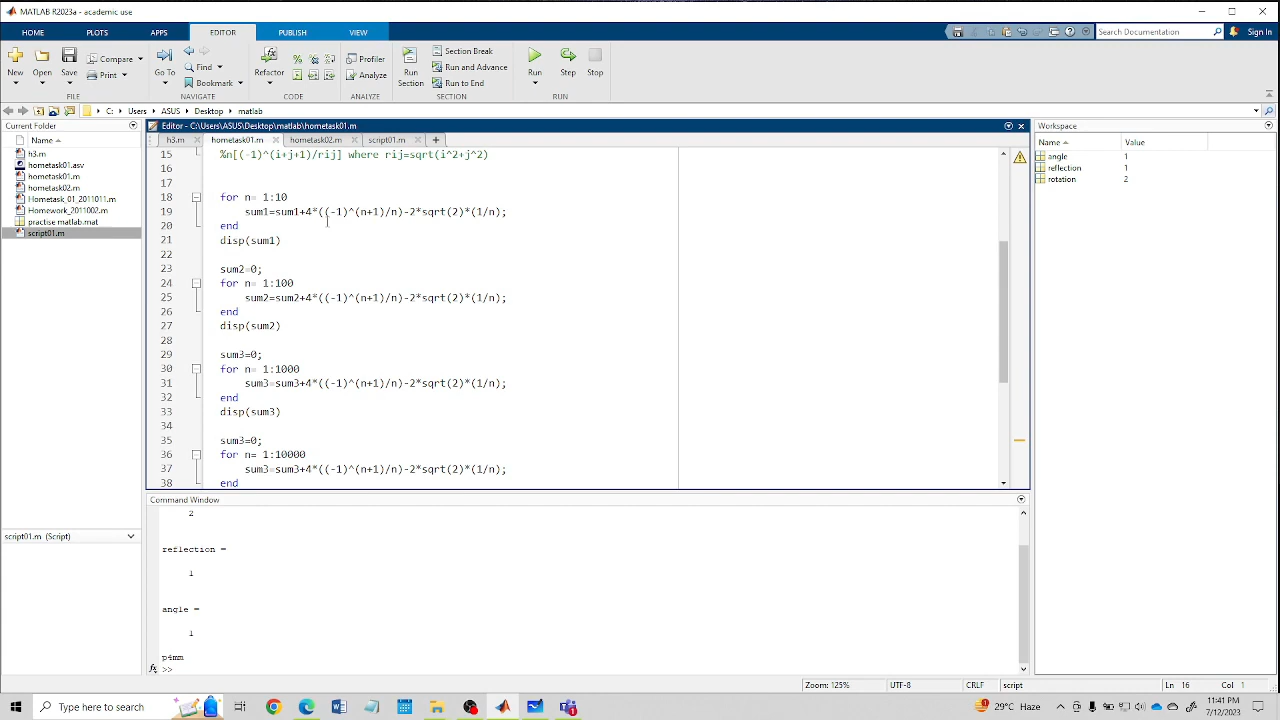 MATLAB R2023a - academic use
HOME PLOTS APPS EDITOR PUBLISH VIEW
Search Documentation
Sign In
New Open Save Compare Print
FILE
Go To Find Bookmark
NAVIGATE
Refactor
CODE
Profiler
Analyze
ANALYZE
Run Section
Section Break
Run and Advance
Run to End
SECTION
Run Step Stop
RUN
C: Users ASUS Desktop matlab
Current Folder
Name
h3.m
hometask01.asv
hometask01.m
hometask02.m
Hometask_01_2011011.m
Homework_2011002.m
practise matlab.mat
script01.m
script01.m (Script)
Editor - C:\Users\ASUS\Desktop\matlab\hometask01.m
h3.m hometask01.m hometask02.m script01.m
15 %n[(-1)^(i+j+1)/rij] where rij=sqrt(i^2+j^2)
16
17
18 for n= 1:10
19 sum1=sum1+4*((-1)^(n+1)/n)-2*sqrt(2)*(1/n);
20 end
21 disp(sum1)
22
23 sum2=0;
24 for n= 1:100
25 sum2=sum2+4*((-1)^(n+1)/n)-2*sqrt(2)*(1/n);
26 end
27 disp(sum2)
28
29 sum3=0;
30 for n= 1:1000
31 sum3=sum3+4*((-1)^(n+1)/n)-2*sqrt(2)*(1/n);
32 end
33 disp(sum3)
34
35 sum3=0;
36 for n= 1:10000
37 sum3=sum3+4*((-1)^(n+1)/n)-2*sqrt(2)*(1/n);
38 end
Command Window
2
reflection =
1
angle =
1
p4mm
fx >>
Workspace
Name Value
angle 1
reflection 1
rotation 2
Zoom: 125% UTF-8 CRLF script Ln 16 Col 1
Type here to search
29°C Haze
11:41 PM
7/12/2023